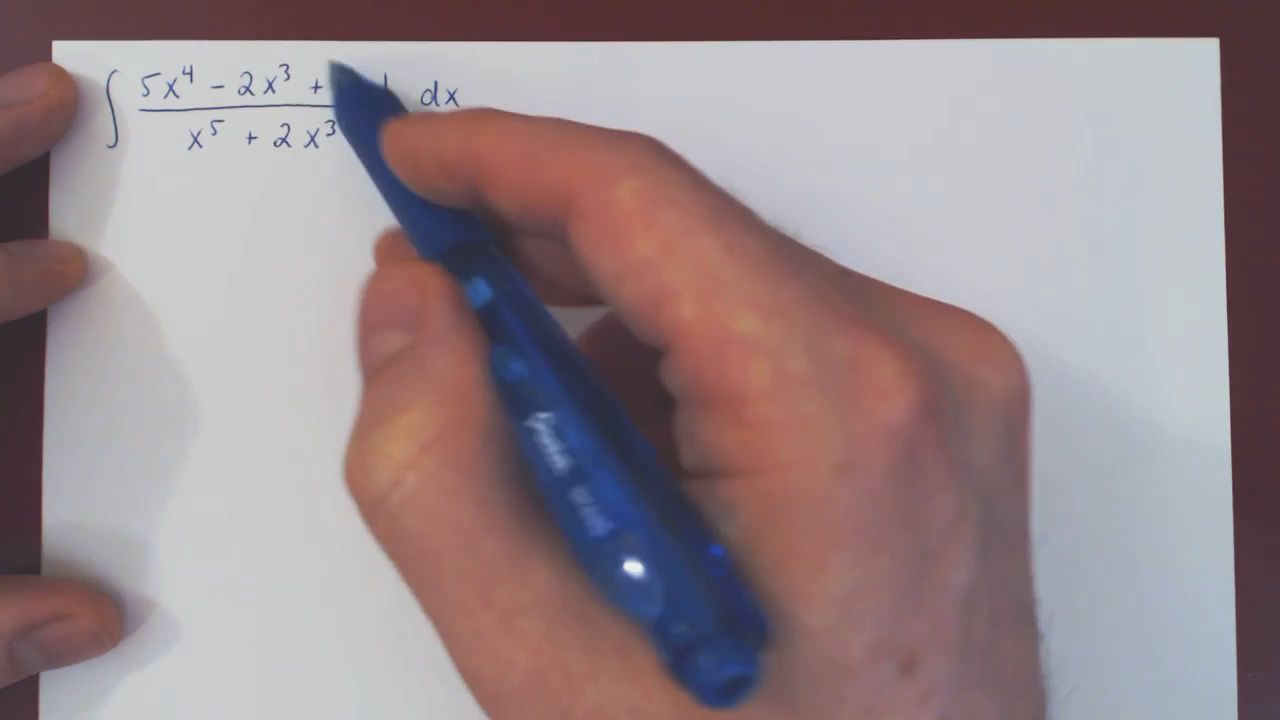 ∫ 5x⁴ - 2x³ + dx
x⁵ + 2x³